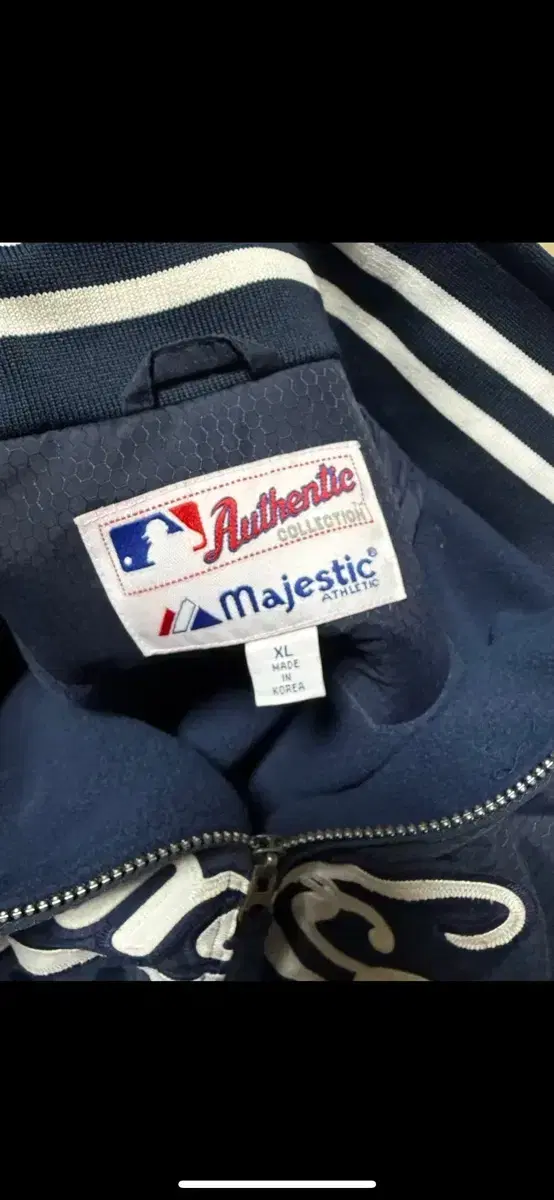 Authentic
COLLECTION
Majestic®
ATHLETIC
XL
MADE
IN
KOREA